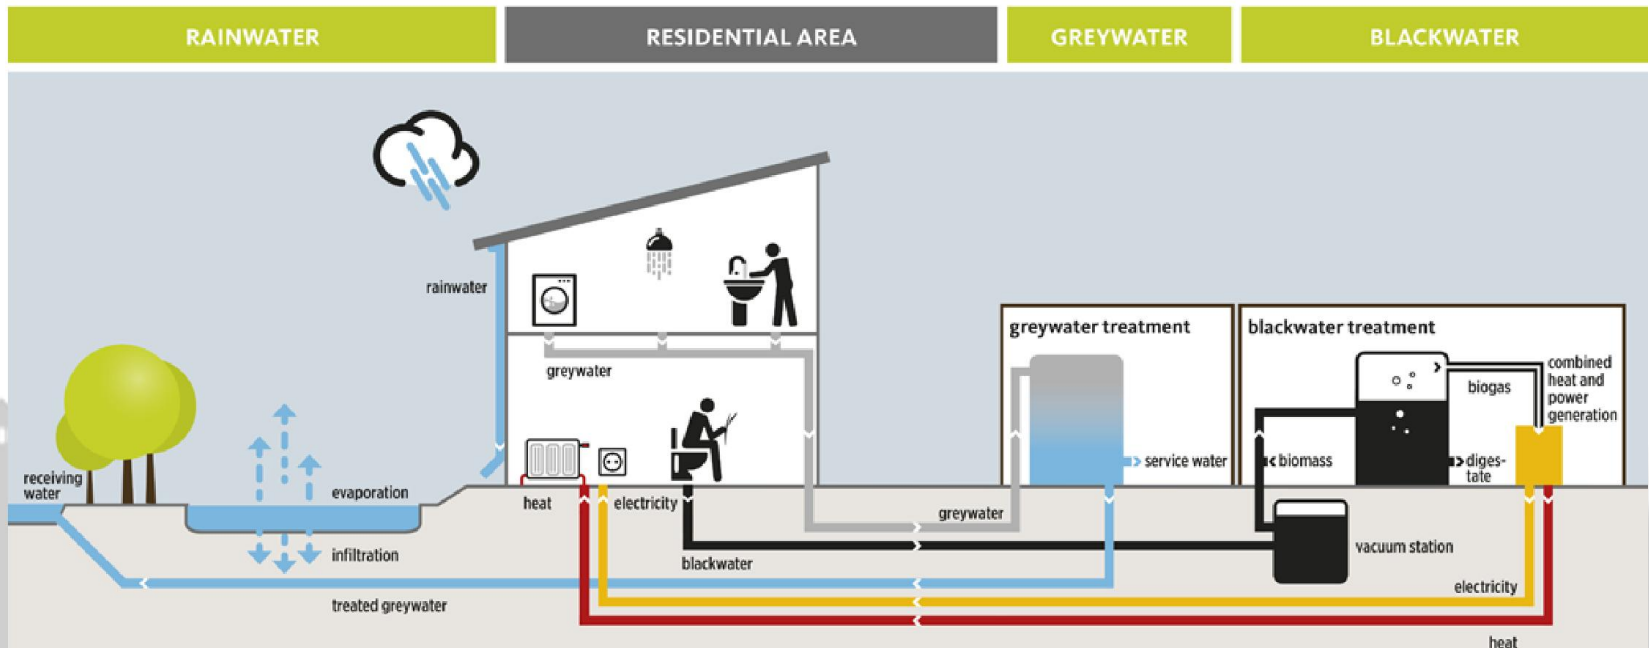 RAINWATER
RESIDENTIAL AREA
GREYWATER
BLACKWATER
rainwater
greywater treatment
blackwater treatment
greywater
combined
heat and
power
generation
biogas
receiving
water
evaporation
heat
electricity
service water
biomass
diges-
tate
greywater
infiltration
blackwater
vacuum station
treated greywater
electricity
heat